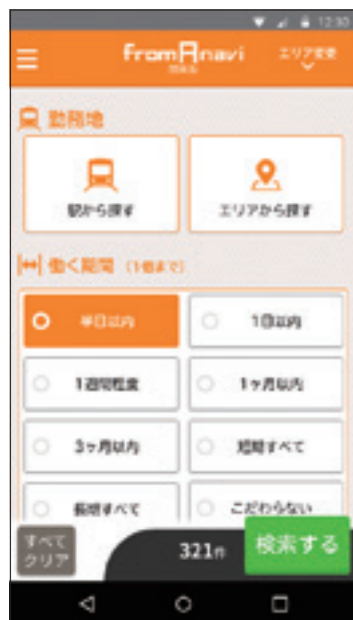 12:30
fromAnavi
関東版
エリア変更
勤務地
駅から探す
エリアから探す
働く期間 (1個まで)
半日以内
1日以内
1週間程度
1ヶ月以内
3ヶ月以内
短期すべて
長期すべて
こだわらない
すべて
クリア
321件
検索する